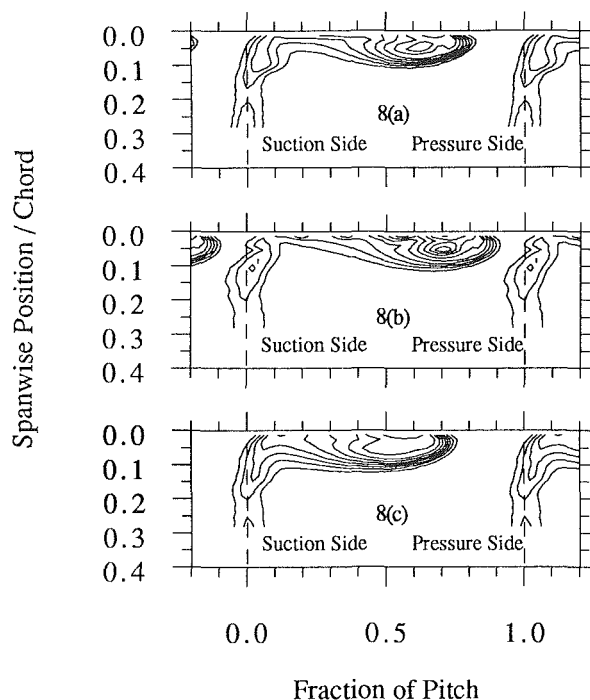 0.0
0.1
0.2
0.3
0.4
8(a)
Suction Side Pressure Side
0.0
0.1
0.2
0.3
0.4
8(b)
Suction Side Pressure Side
0.0
0.1
0.2
0.3
0.4
8(c)
Suction Side Pressure Side
Spanwise Position / Chord
0.0 0.5 1.0
Fraction of Pitch